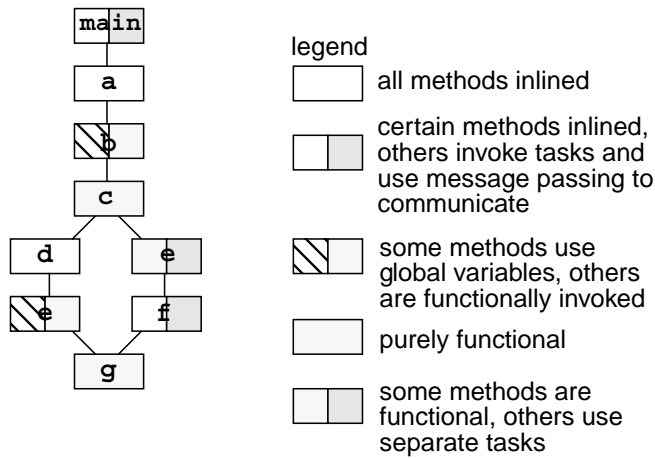 main
a
b
c
d
e
e
f
g
legend
all methods inlined
certain methods inlined,
others invoke tasks and
use message passing to
communicate
some methods use
global variables, others
are functionally invoked
purely functional
some methods are
functional, others use
separate tasks